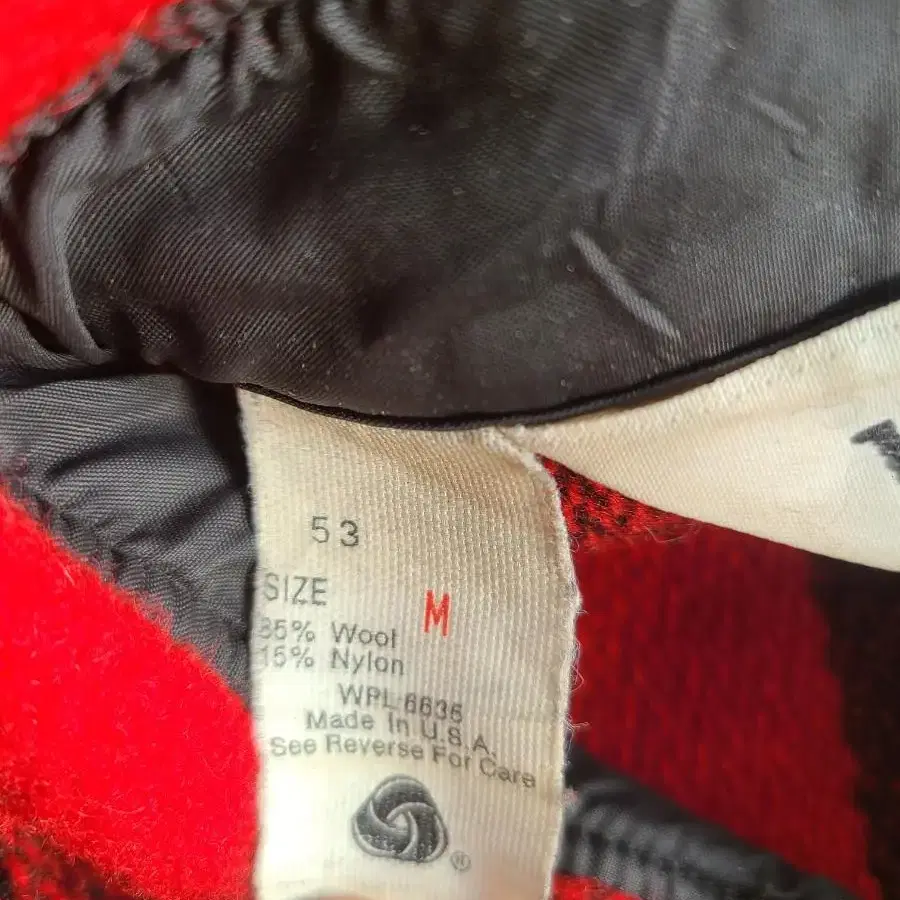 53
SIZE M
85% Wool
15% Nylon
WPL 6635
Made In U.S.A.
See Reverse For Care
®